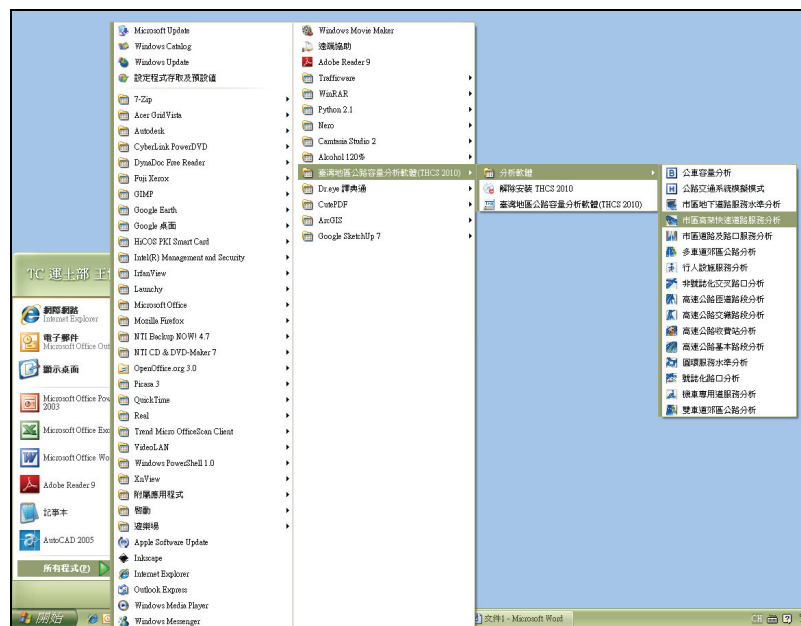 Microsoft Update
Windows Catalog
Windows Update
設定程式存取及預設值
7-Zip
Acer GridVista
Autodesk
CyberLink PowerDVD
DynaDoc Free Reader
Fuji Xerox
GIMP
Google Earth
Google 桌面
HiCOS PKI Smart Card
Intel(R) Management and Security
IrfanView
Launchy
Microsoft Office
Mozilla Firefox
NTI Backup NOW! 4.7
NTI CD & DVD-Maker 7
OpenOffice.org 3.0
Picasa 3
QuickTime
Real
Trend Micro OfficeScan Client
VideoLAN
Windows PowerShell 1.0
XnView
附屬應用程式
啟動
遊樂場
Apple Software Update
Inkscape
Internet Explorer
Outlook Express
Windows Media Player
Windows Messenger
Windows Movie Maker
遠端協助
Adobe Reader 9
Trafficware
WinRAR
Python 2.1
Nero
Camtasia Studio 2
Alcohol 120%
臺灣地區公路容量分析軟體(THCS 2010)
Dr.eye 譯典通
CutePDF
ArcGIS
Google SketchUp 7
分析軟體
解除安裝 THCS 2010
臺灣地區公路容量分析軟體(THCS 2010)
公車容量分析
公路交通系統模擬模式
市區地下道路服務水準分析
市區高架快速道路服務分析
市區道路及路口服務分析
多車道郊區公路分析
行人設施服務分析
非號誌化交叉路口分析
高速公路匝道路段分析
高速公路交織路段分析
高速公路收費站分析
高速公路基本路段分析
圓環服務水準分析
號誌化路口分析
機車專用道服務分析
雙車道郊區公路分析
TC 運土部 王
網際網路
Internet Explorer
電子郵件
Microsoft Office Out
顯示桌面
Microsoft Office Pow
2003
Microsoft Office Exc
Microsoft Office Wo
Adobe Reader 9
記事本
AutoCAD 2005
所有程式(P)
開始
文件1 - Microsoft Word
CH